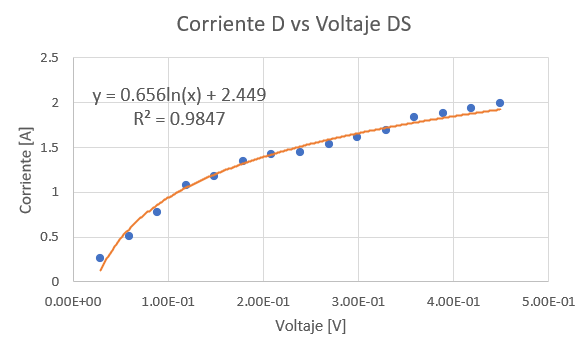 Corriente D vs Voltaje DS
2.5
y = 0.656ln(x) + 2.449
R² = 0.9847
2
1.5
1
0.5
0
Corriente [A]
0.00E+00 1.00E-01 2.00E-01 3.00E-01 4.00E-01 5.00E-01
Voltaje [V]